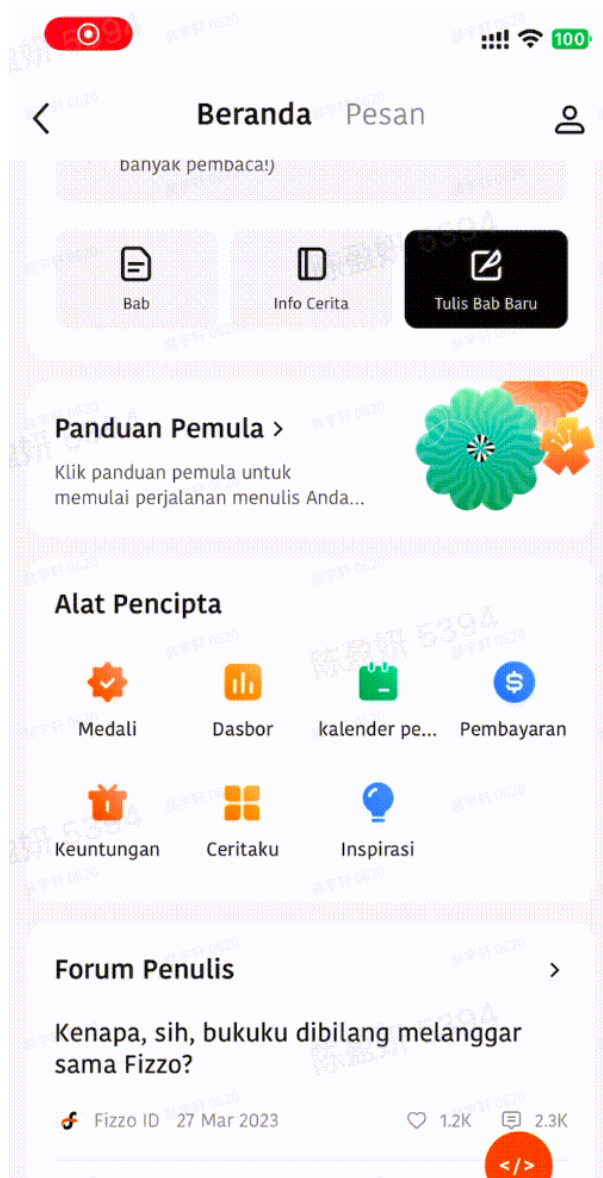 100
Beranda Pesan
banyak pembaca!)
Bab Info Cerita Tulis Bab Baru
Panduan Pemula >
Klik panduan pemula untuk
memulai perjalanan menulis Anda...
Alat Pencipta
Medali Dasbor kalender pe... Pembayaran
Keuntungan Ceritaku Inspirasi
Forum Penulis >
Kenapa, sih, bukuku dibilang melanggar
sama Fizzo?
Fizzo ID 27 Mar 2023 1.2K 2.3K
</>